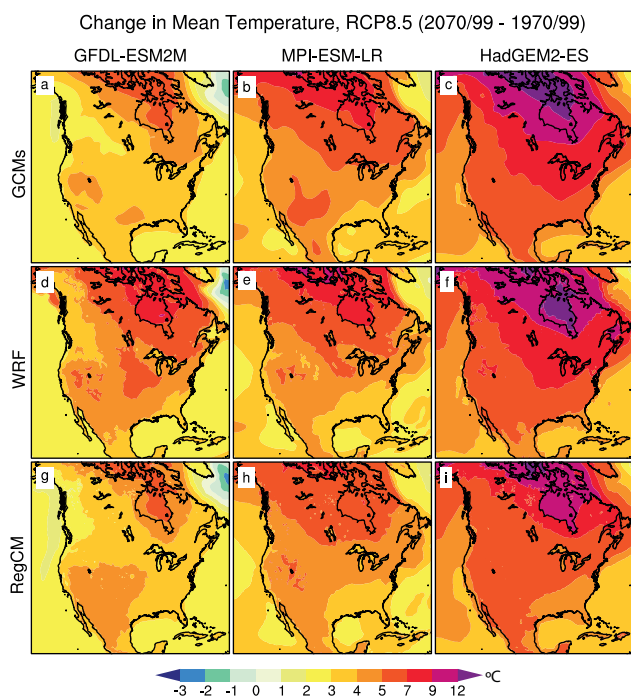 Change in Mean Temperature, RCP8.5 (2070/99 - 1970/99)
GFDL-ESM2M MPI-ESM-LR HadGEM2-ES
GCMs
a b c
WRF
d e f
RegCM
g h i
-3 -2 -1 0 1 2 3 4 5 6 7 9 12 ºC